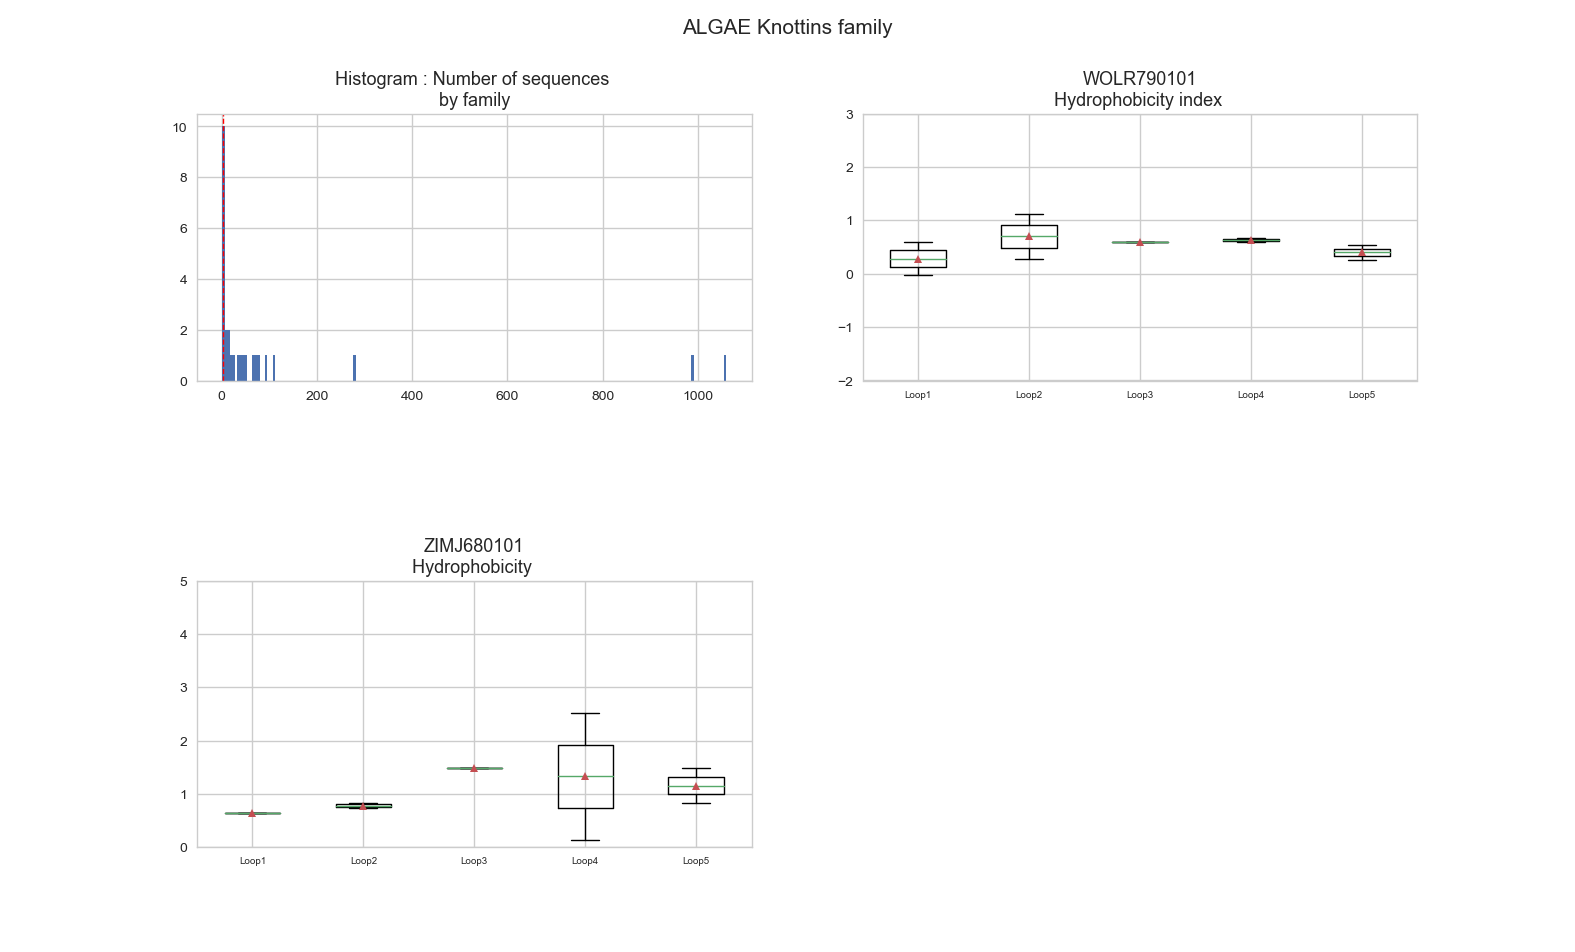 ALGAE Knottins family
Histogram : Number of sequences
by family
10
8
6
4
2
0
0 200 400 600 800 1000
WOLR790101
Hydrophobicity index
3
2
1
0
−1
−2
Loop1 Loop2 Loop3 Loop4 Loop5
ZIMJ680101
Hydrophobicity
5
4
3
2
1
0
Loop1 Loop2 Loop3 Loop4 Loop5